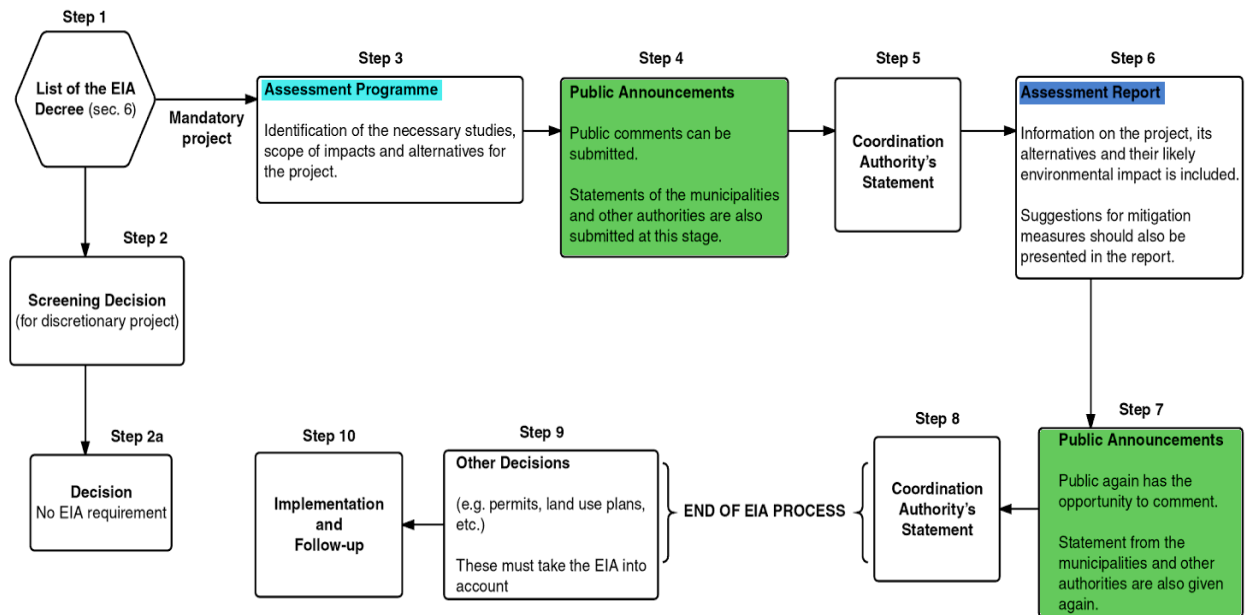 Step 1
List of the EIA
Decree (sec. 6)
Mandatory
project
Step 2
Screening Decision
(for discretionary project)
Step 2a
Decision
No EIA requirement
Step 3
Assessment Programme
Identification of the necessary studies,
scope of impacts and alternatives for
the project.
Step 4
Public Announcements
Public comments can be
submitted.
Statements of the municipalities
and other authorities are also
submitted at this stage.
Step 5
Coordination
Authority's
Statement
Step 6
Assessment Report
Information on the project, its
alternatives and their likely
environmental impact is included.
Suggestions for mitigation
measures should also be
presented in the report.
Step 7
Public Announcements
Public again has the
opportunity to comment.
Statement from the
municipalities and other
authorities are also given
again.
Step 8
Coordination
Authority's
Statement
END OF EIA PROCESS
Step 9
Other Decisions
(e.g. permits, land use plans,
etc.)
These must take the EIA into
account
Step 10
Implementation
and
Follow-up